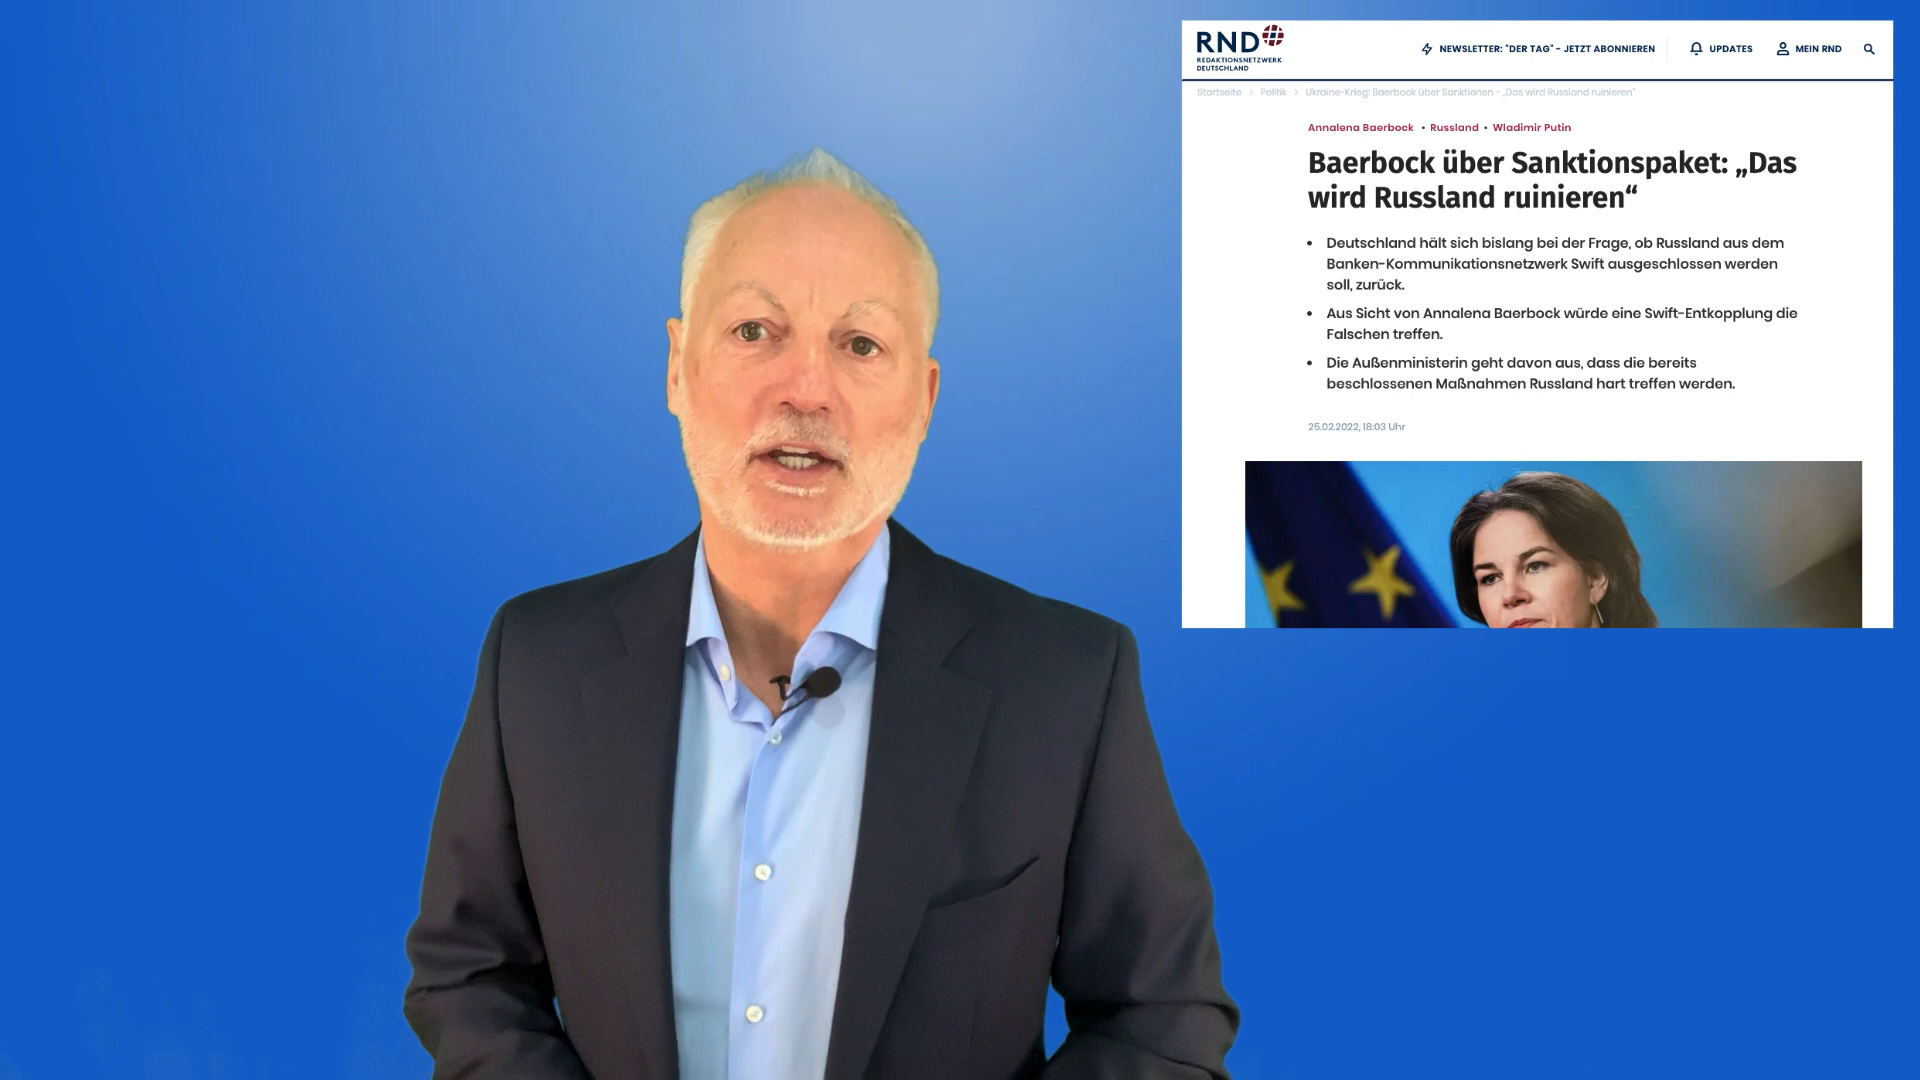 RND
REDAKTIONSNETZWERK
DEUTSCHLAND
NEWSLETTER: "DER TAG" - JETZT ABONNIEREN
UPDATES
MEIN RND
Startseite > Politik > Ukraine-Krieg: Baerbock über Sanktionen - „Das wird Russland ruinieren"
Annalena Baerbock • Russland • Wladimir Putin
Baerbock über Sanktionspaket: „Das
wird Russland ruinieren“
• Deutschland hält sich bislang bei der Frage, ob Russland aus dem
Banken-Kommunikationsnetzwerk Swift ausgeschlossen werden
soll, zurück.
• Aus Sicht von Annalena Baerbock würde eine Swift-Entkopplung die
Falschen treffen.
• Die Außenministerin geht davon aus, dass die bereits
beschlossenen Maßnahmen Russland hart treffen werden.
25.02.2022, 18:03 Uhr